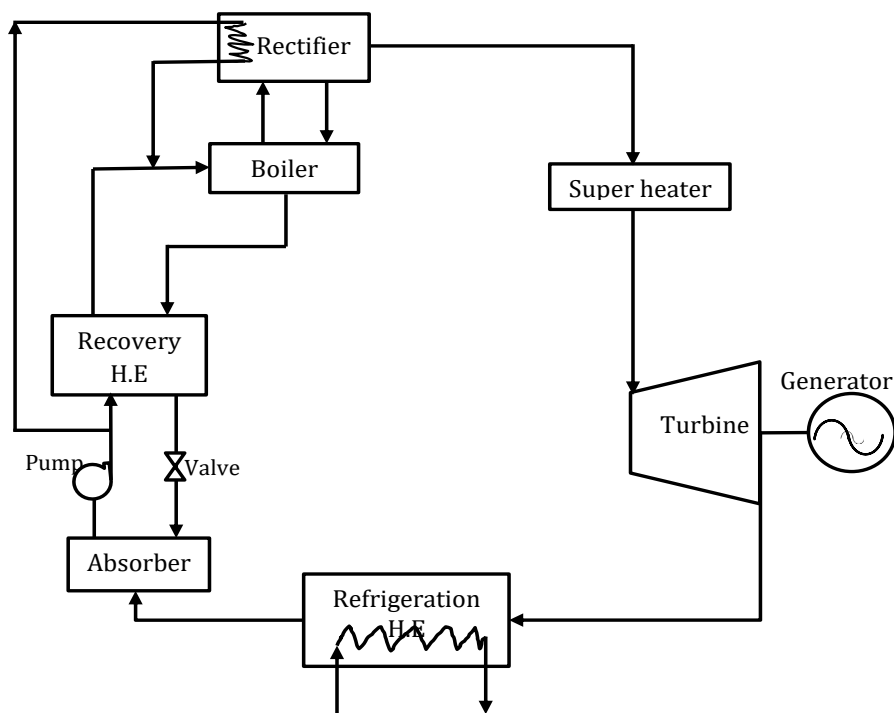 Rectifier
Boiler
Super heater
Recovery
H.E
Generator
Turbine
Pump
Valve
Absorber
Refrigeration
H.E